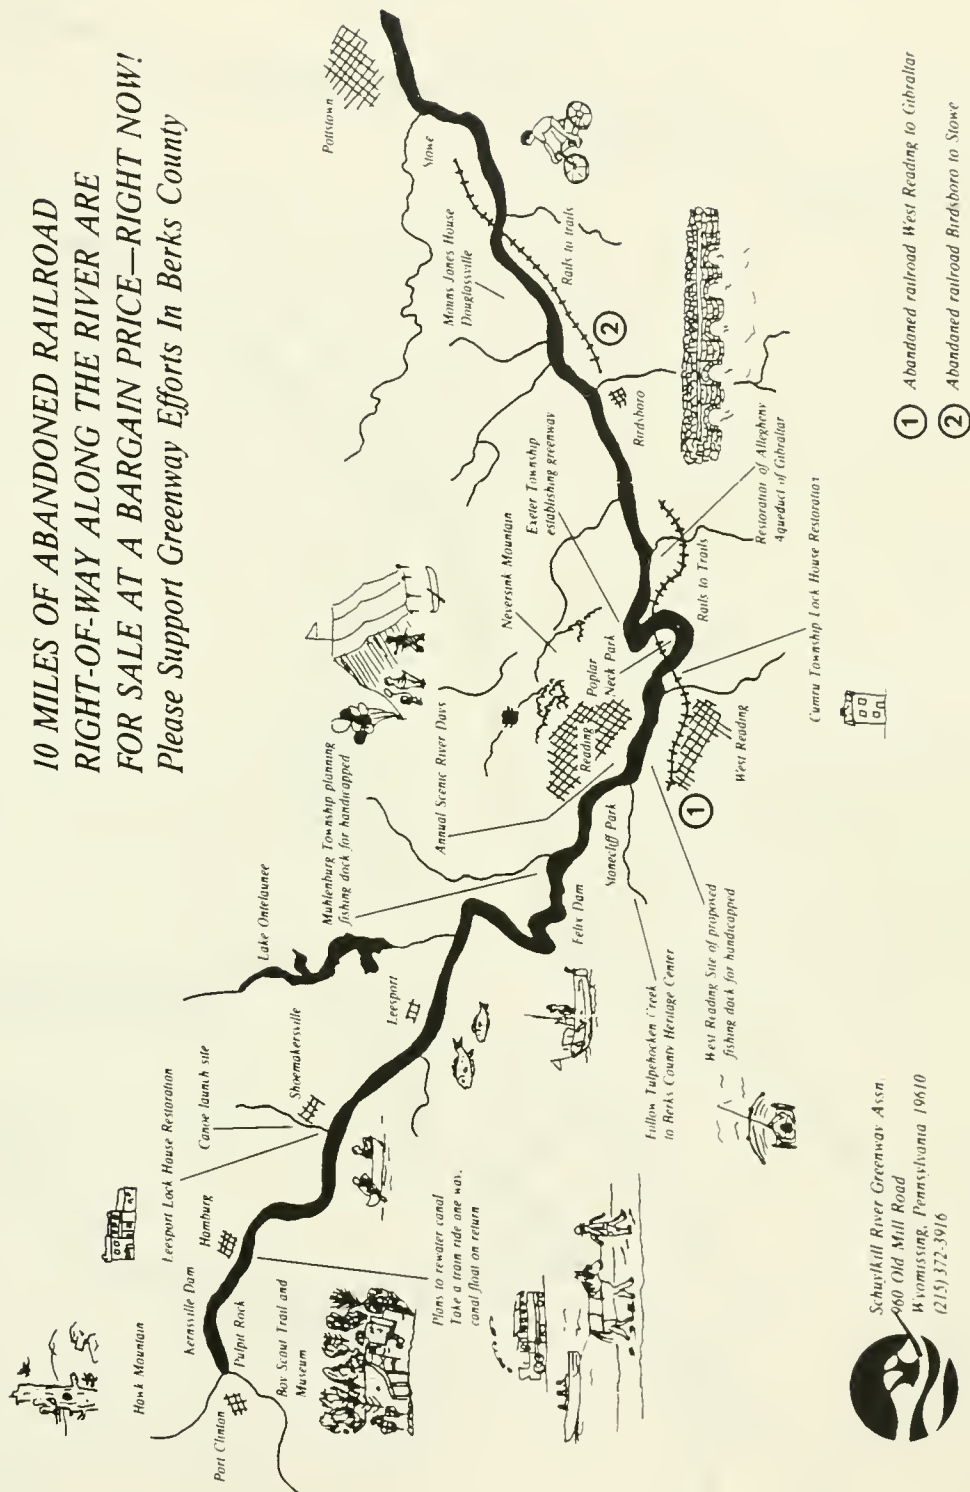 10 MILES OF ABANDONED RAILROAD
RIGHT-OF-WAY ALONG THE RIVER ARE
FOR SALE AT A BARGAIN PRICE—RIGHT NOW!
Please Support Greenway Efforts In Berks County
Hawk Mountain
Port Clinton
Kernsville Dam
Pulpit Rock
Boy Scout Trail and
Museum
Hamburg
Leesport Lock House Restoration
Canoe launch site
Shoemakersville
Plans to rewater canal
Take a train ride one way,
canal float on return
Leesport
Lake Ontelaunee
Muhlenburg Township planning
fishing dock for handicapped
Felix Dam
Annual Scenic River Days
Stonecliff Park
Follow Tulpehocken Creek
to Berks County Heritage Center
West Reading Site of proposed
fishing dock for handicapped
Reading
West Reading
1
Poplar
Neck Park
Neversink Mountain
Exeter Township
establishing greenway
Cumru Township Lock House Restoration
Rails to Trails
Restoration of Allegheny
Aqueduct of Gibraltar
Birdsboro
2
Rails to trails
Mouns Jones House
Douglassville
Stowe
Pottstown
1 Abandoned railroad West Reading to Gibraltar
2 Abandoned railroad Birdsboro to Stowe
Schuylkill River Greenway Assn.
960 Old Mill Road
Wyomissing, Pennsylvania 19610
(215) 372-3916